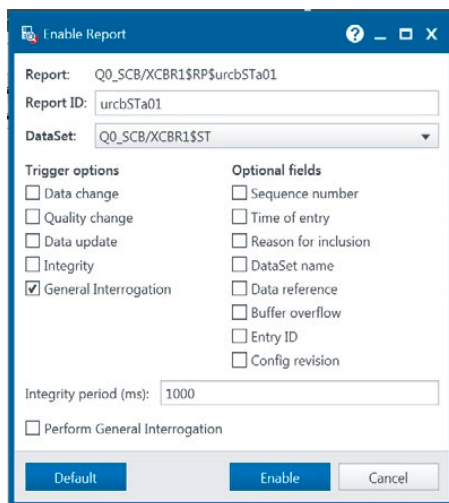 Enable Report
Report: Q0_SCB/XCBR1$RP$urcbSTa01
Report ID: urcbSTa01
DataSet: Q0_SCB/XCBR1$ST
Trigger options
Data change
Quality change
Data update
Integrity
General Interrogation
Optional fields
Sequence number
Time of entry
Reason for inclusion
DataSet name
Data reference
Buffer overflow
Entry ID
Config revision
Integrity period (ms): 1000
Perform General Interrogation
Default Enable Cancel